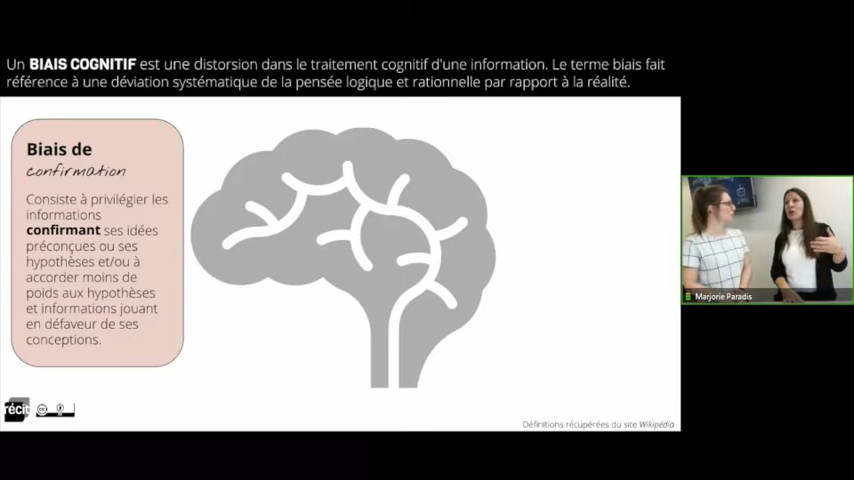 Un BIAIS COGNITIF est une distorsion dans le traitement cognitif d'une information. Le terme biais fait
référence à une déviation systématique de la pensée logique et rationnelle par rapport à la réalité.
Biais de
confirmation
Consiste à privilégier les
informations
confirmant ses idées
préconçues ou ses
hypothèses et/ou à
accorder moins de
poids aux hypothèses
et informations jouant
en défaveur de ses
conceptions.
Marjorie Paradis
récit
cc
Définitions récupérées du site Wikipédia